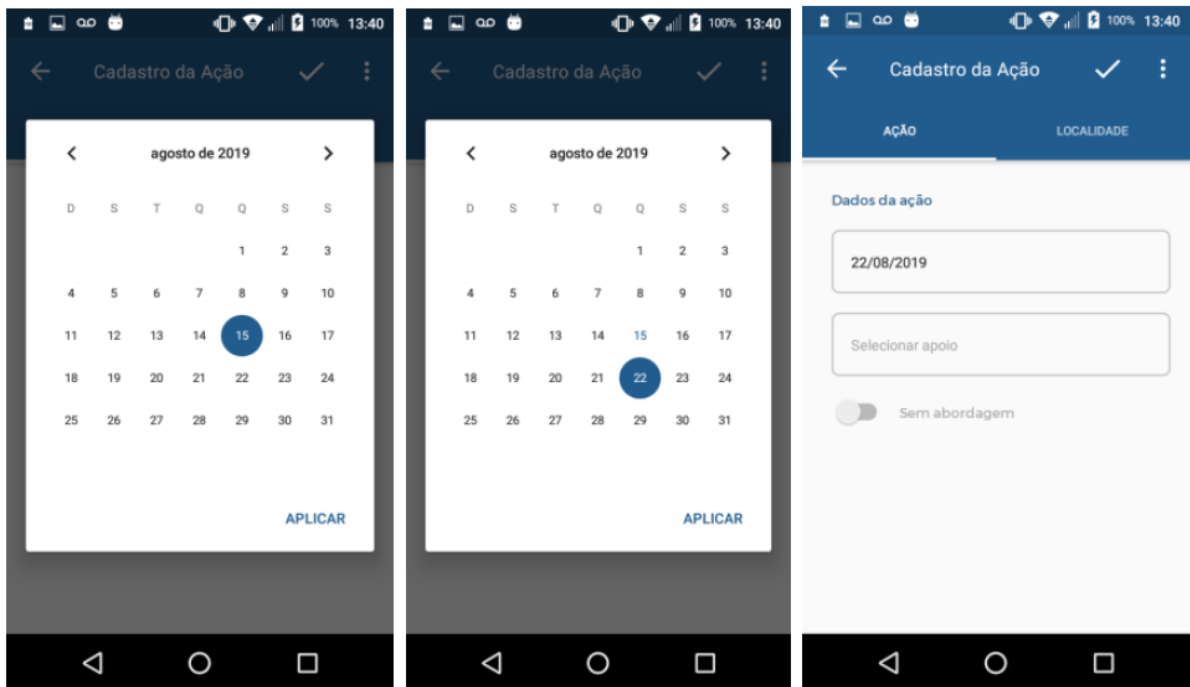 100% 13:40
Cadastro da Ação
agosto de 2019
D S T Q Q S S
1 2 3
4 5 6 7 8 9 10
11 12 13 14 15 16 17
18 19 20 21 22 23 24
25 26 27 28 29 30 31
APLICAR
100% 13:40
Cadastro da Ação
agosto de 2019
D S T Q Q S S
1 2 3
4 5 6 7 8 9 10
11 12 13 14 15 16 17
18 19 20 21 22 23 24
25 26 27 28 29 30 31
APLICAR
100% 13:40
Cadastro da Ação
AÇÃO LOCALIDADE
Dados da ação
22/08/2019
Selecionar apoio
Sem abordagem